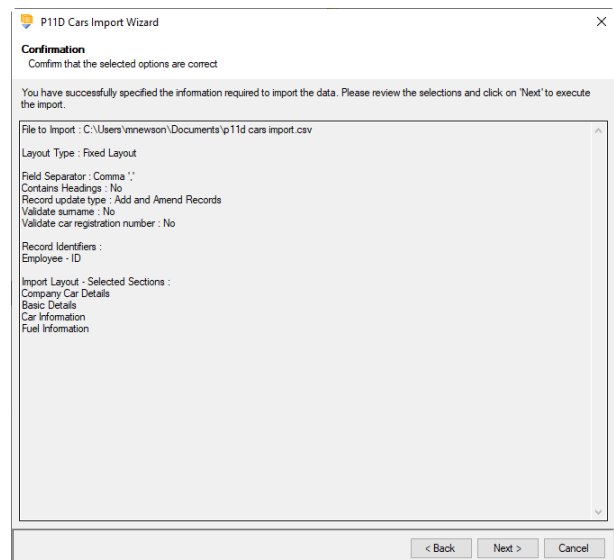 P11D Cars Import Wizard
Confirmation
Comfirm that the selected options are correct
You have successfully specified the information required to import the data. Please review the selections and click on 'Next' to execute
the import.
File to Import : C:\Users\mnewson\Documents\p11d cars import.csv
Layout Type : Fixed Layout
Field Separator : Comma ','
Contains Headings : No
Record update type : Add and Amend Records
Validate surname : No
Validate car registration number : No
Record Identifiers :
Employee - ID
Import Layout - Selected Sections :
Company Car Details
Basic Details
Car Information
Fuel Information
< Back Next > Cancel